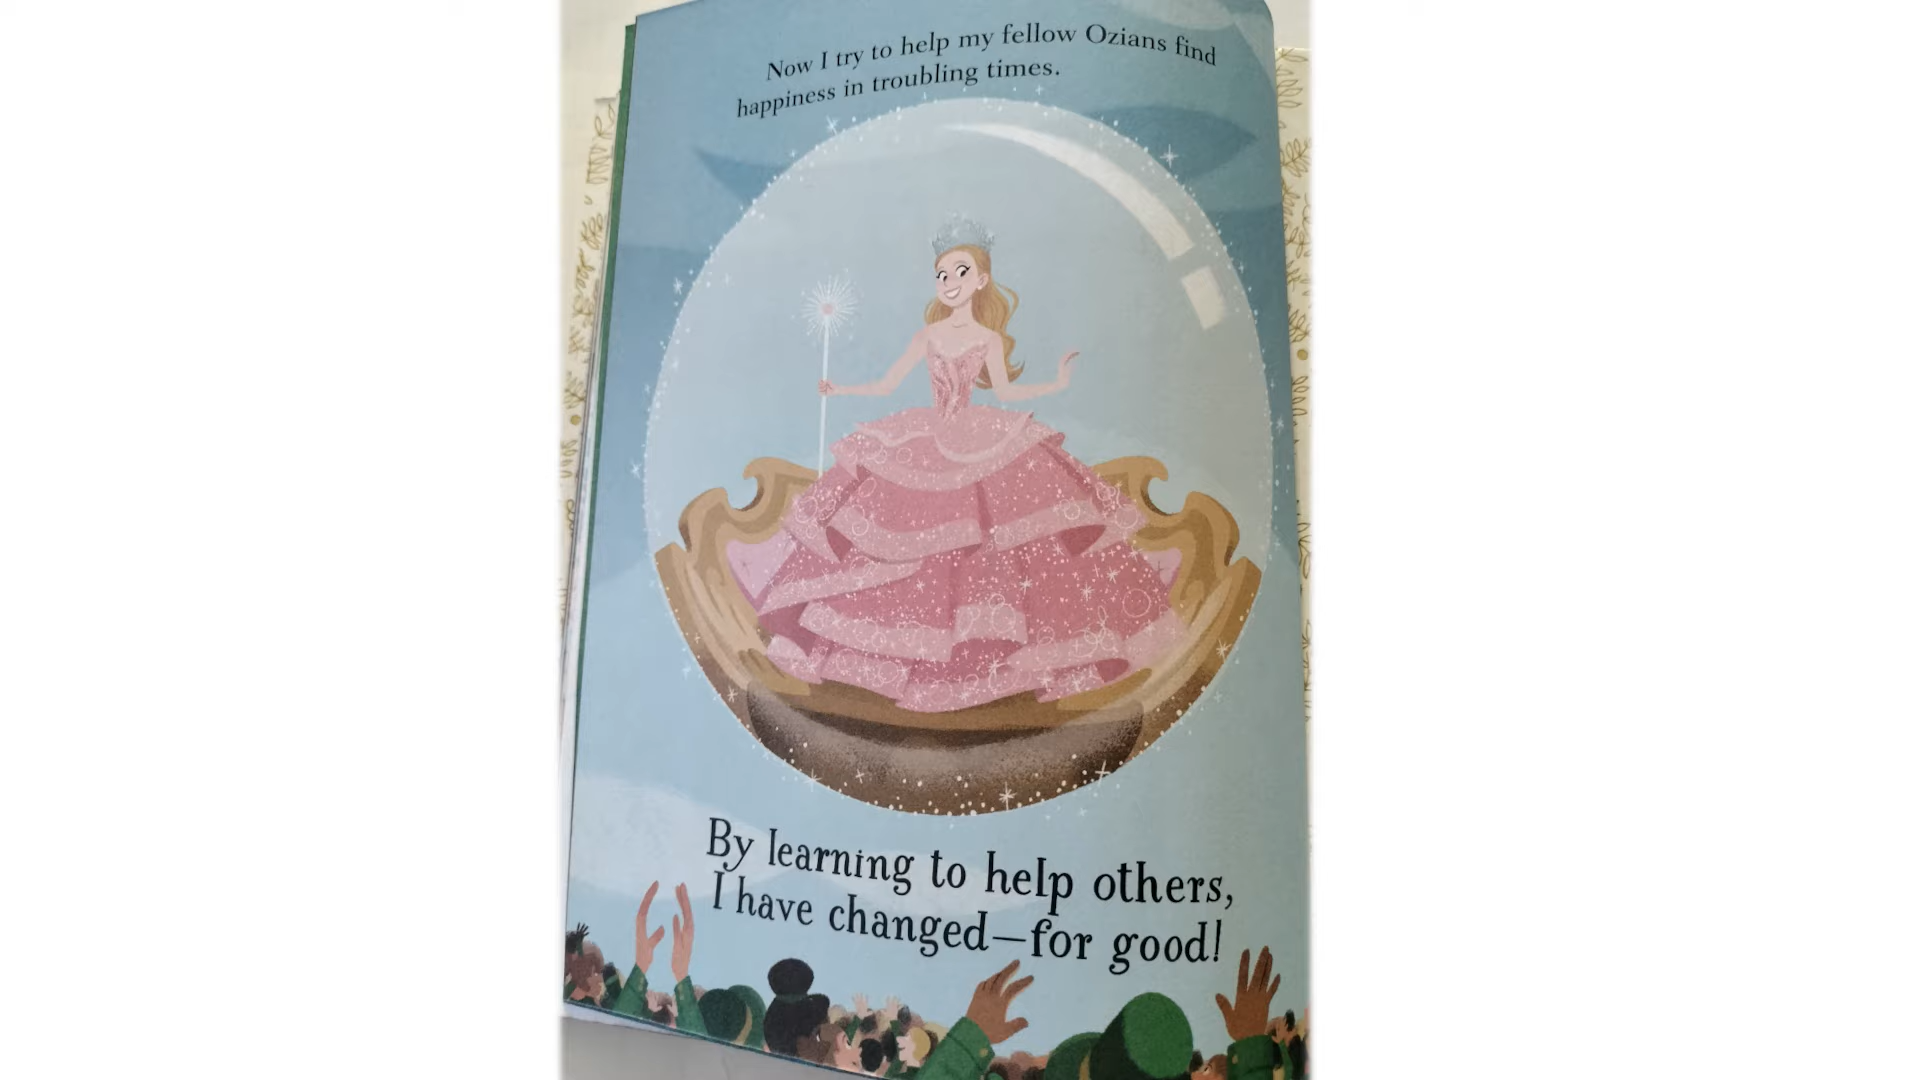 Now I try to help my fellow Ozians find
happiness in troubling times.
By learning to help others,
I have changed—for good!